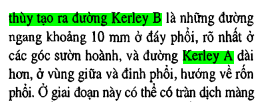 thùy tạo ra đường Kerley B là những đường
ngang khoảng 10 mm ở đáy phổi, rõ nhất ở
các góc sườn hoành, và đường Kerley A dài
hơn, ở vùng giữa và đỉnh phổi, hướng về rốn
phổi. Ở giai đoạn này có thể có tràn dịch màng